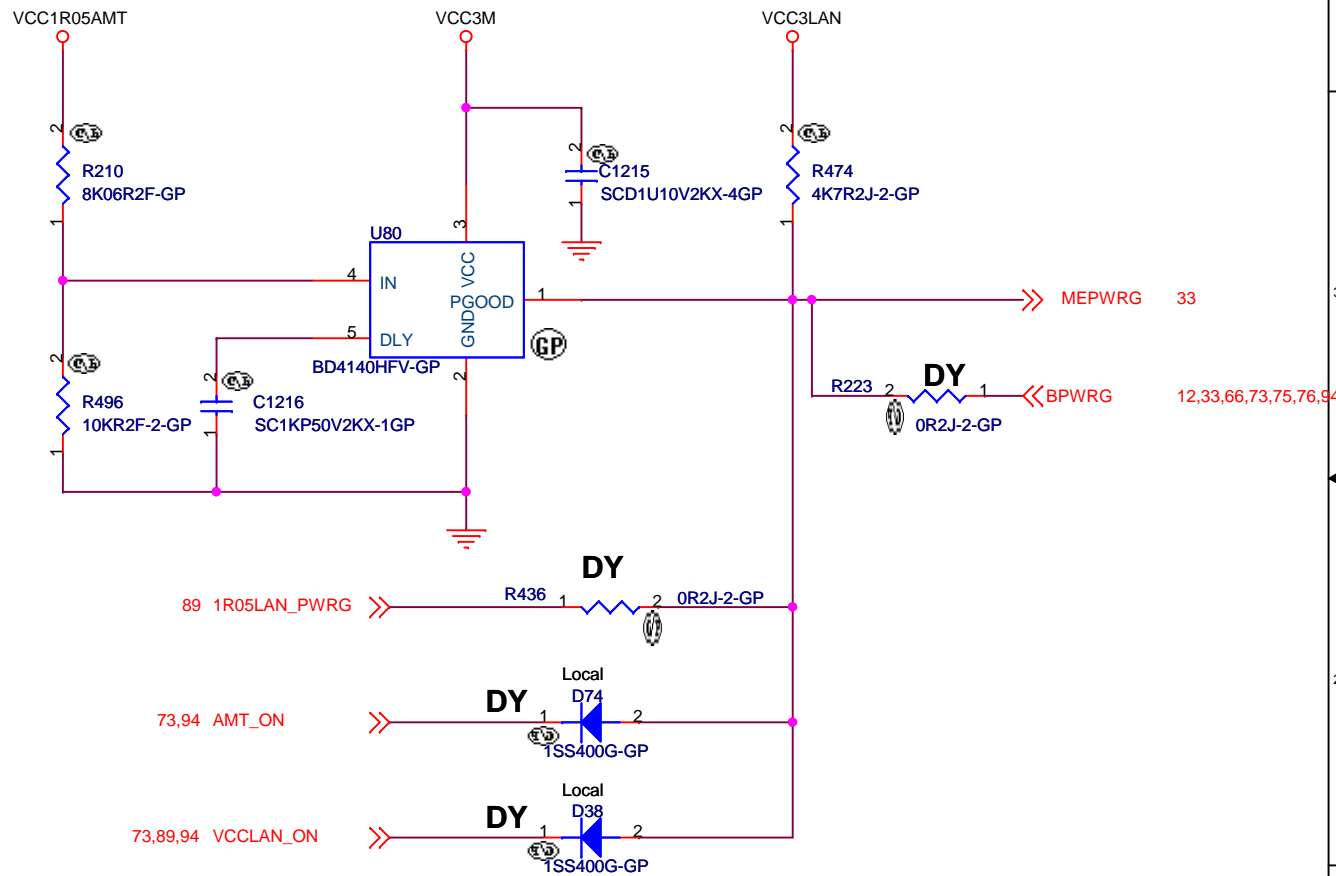 VCC1R05AMT
VCC3M
VCC3LAN
2
R210
8K06R2F-GP
1
2
C1215
SCD1U10V2KX-4GP
1
2
R474
4K7R2J-2-GP
1
U80
3
4
IN
VCC
PGOOD
1
5
DLY
GND
BD4140HFV-GP
2
GP
MEPWRG 33
2
R496
10KR2F-2-GP
1
2
C1216
SC1KP50V2KX-1GP
1
R223
2
DY
1
BPWRG 12,33,66,73,75,76,94
0R2J-2-GP
DY
89 1R05LAN_PWRG
R436
1
2
0R2J-2-GP
Local
DY
D74
73,94 AMT_ON
1
2
1SS400G-GP
Local
DY
D38
73,89,94 VCCLAN_ON
1
2
1SS400G-GP